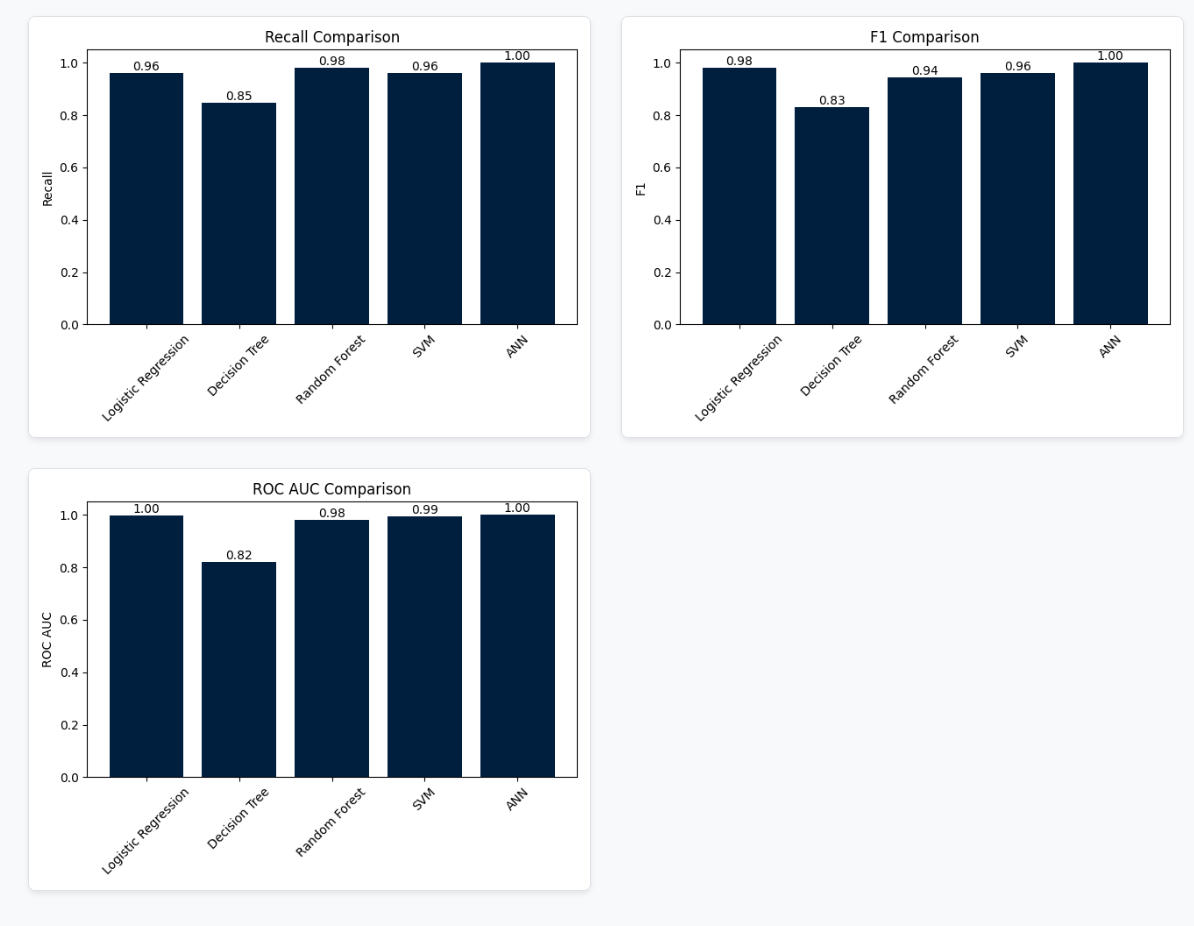 Recall Comparison
Recall
1.0
0.8
0.6
0.4
0.2
0.0
0.96
0.85
0.98
0.96
1.00
Logistic Regression
Decision Tree
Random Forest
SVM
ANN
F1 Comparison
F1
1.0
0.8
0.6
0.4
0.2
0.0
0.98
0.83
0.94
0.96
1.00
Logistic Regression
Decision Tree
Random Forest
SVM
ANN
ROC AUC Comparison
ROC AUC
1.0
0.8
0.6
0.4
0.2
0.0
1.00
0.82
0.98
0.99
1.00
Logistic Regression
Decision Tree
Random Forest
SVM
ANN